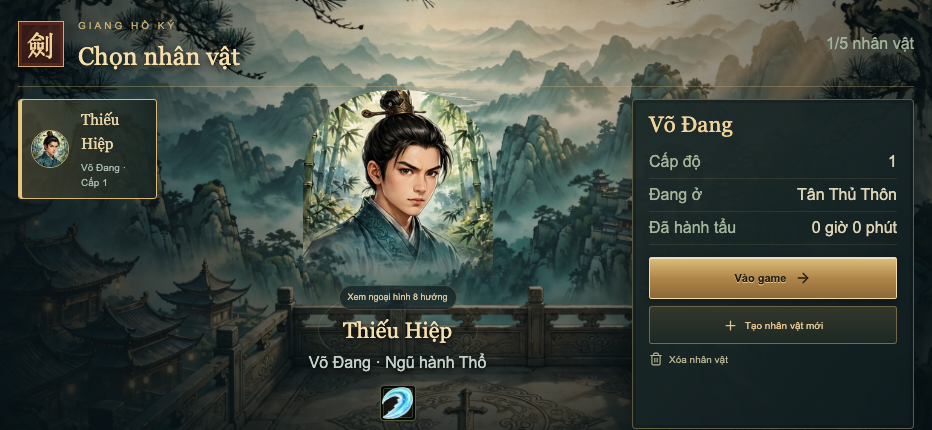 劍
GIANG HỒ KÝ
Chọn nhân vật
1/5 nhân vật
Thiếu
Hiệp
Võ Đang ·
Cấp 1
Xem ngoại hình 8 hướng
Thiếu Hiệp
Võ Đang · Ngũ hành Thổ
Võ Đang
Cấp độ 1
Đang ở Tân Thủ Thôn
Đã hành tẩu 0 giờ 0 phút
Vào game →
+ Tạo nhân vật mới
Xóa nhân vật